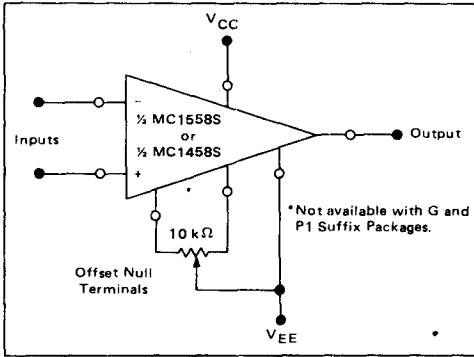 VCC
−
½ MC1558S
or
½ MC1458S
+
Inputs
Output
*Not available with G and
P1 Suffix Packages.
10 kΩ
Offset Null
Terminals
VEE